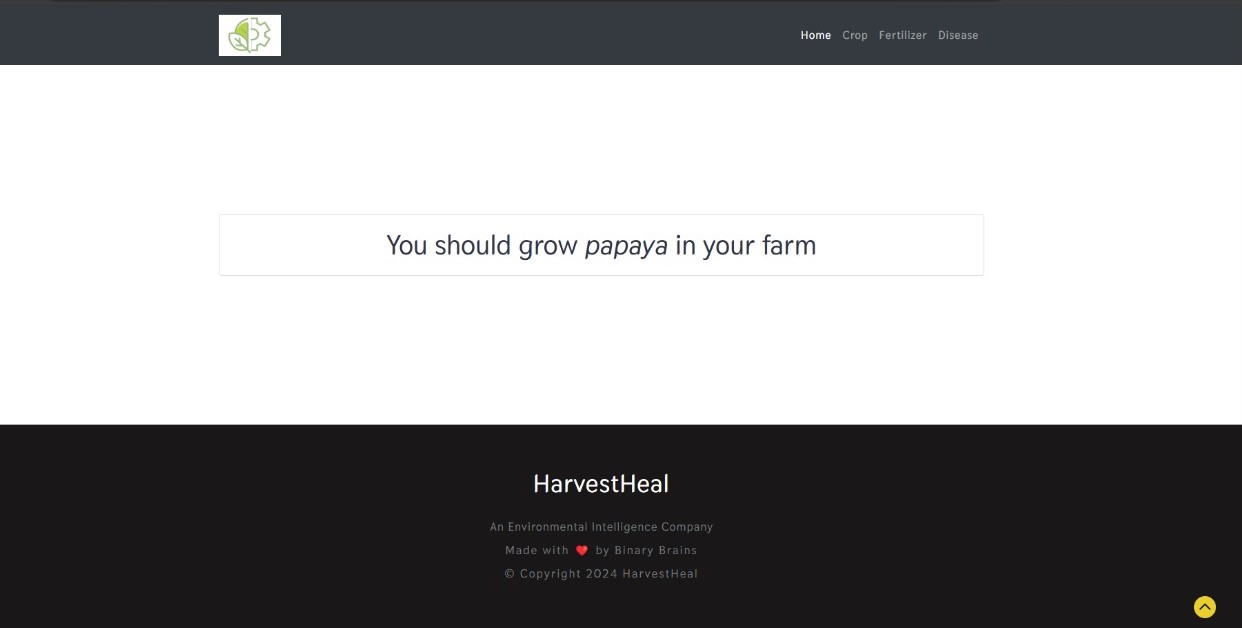 Home Crop Fertilizer Disease
You should grow papaya in your farm
HarvestHeal
An Environmental Intelligence Company
Made with ❤️ by Binary Brains
© Copyright 2024 HarvestHeal